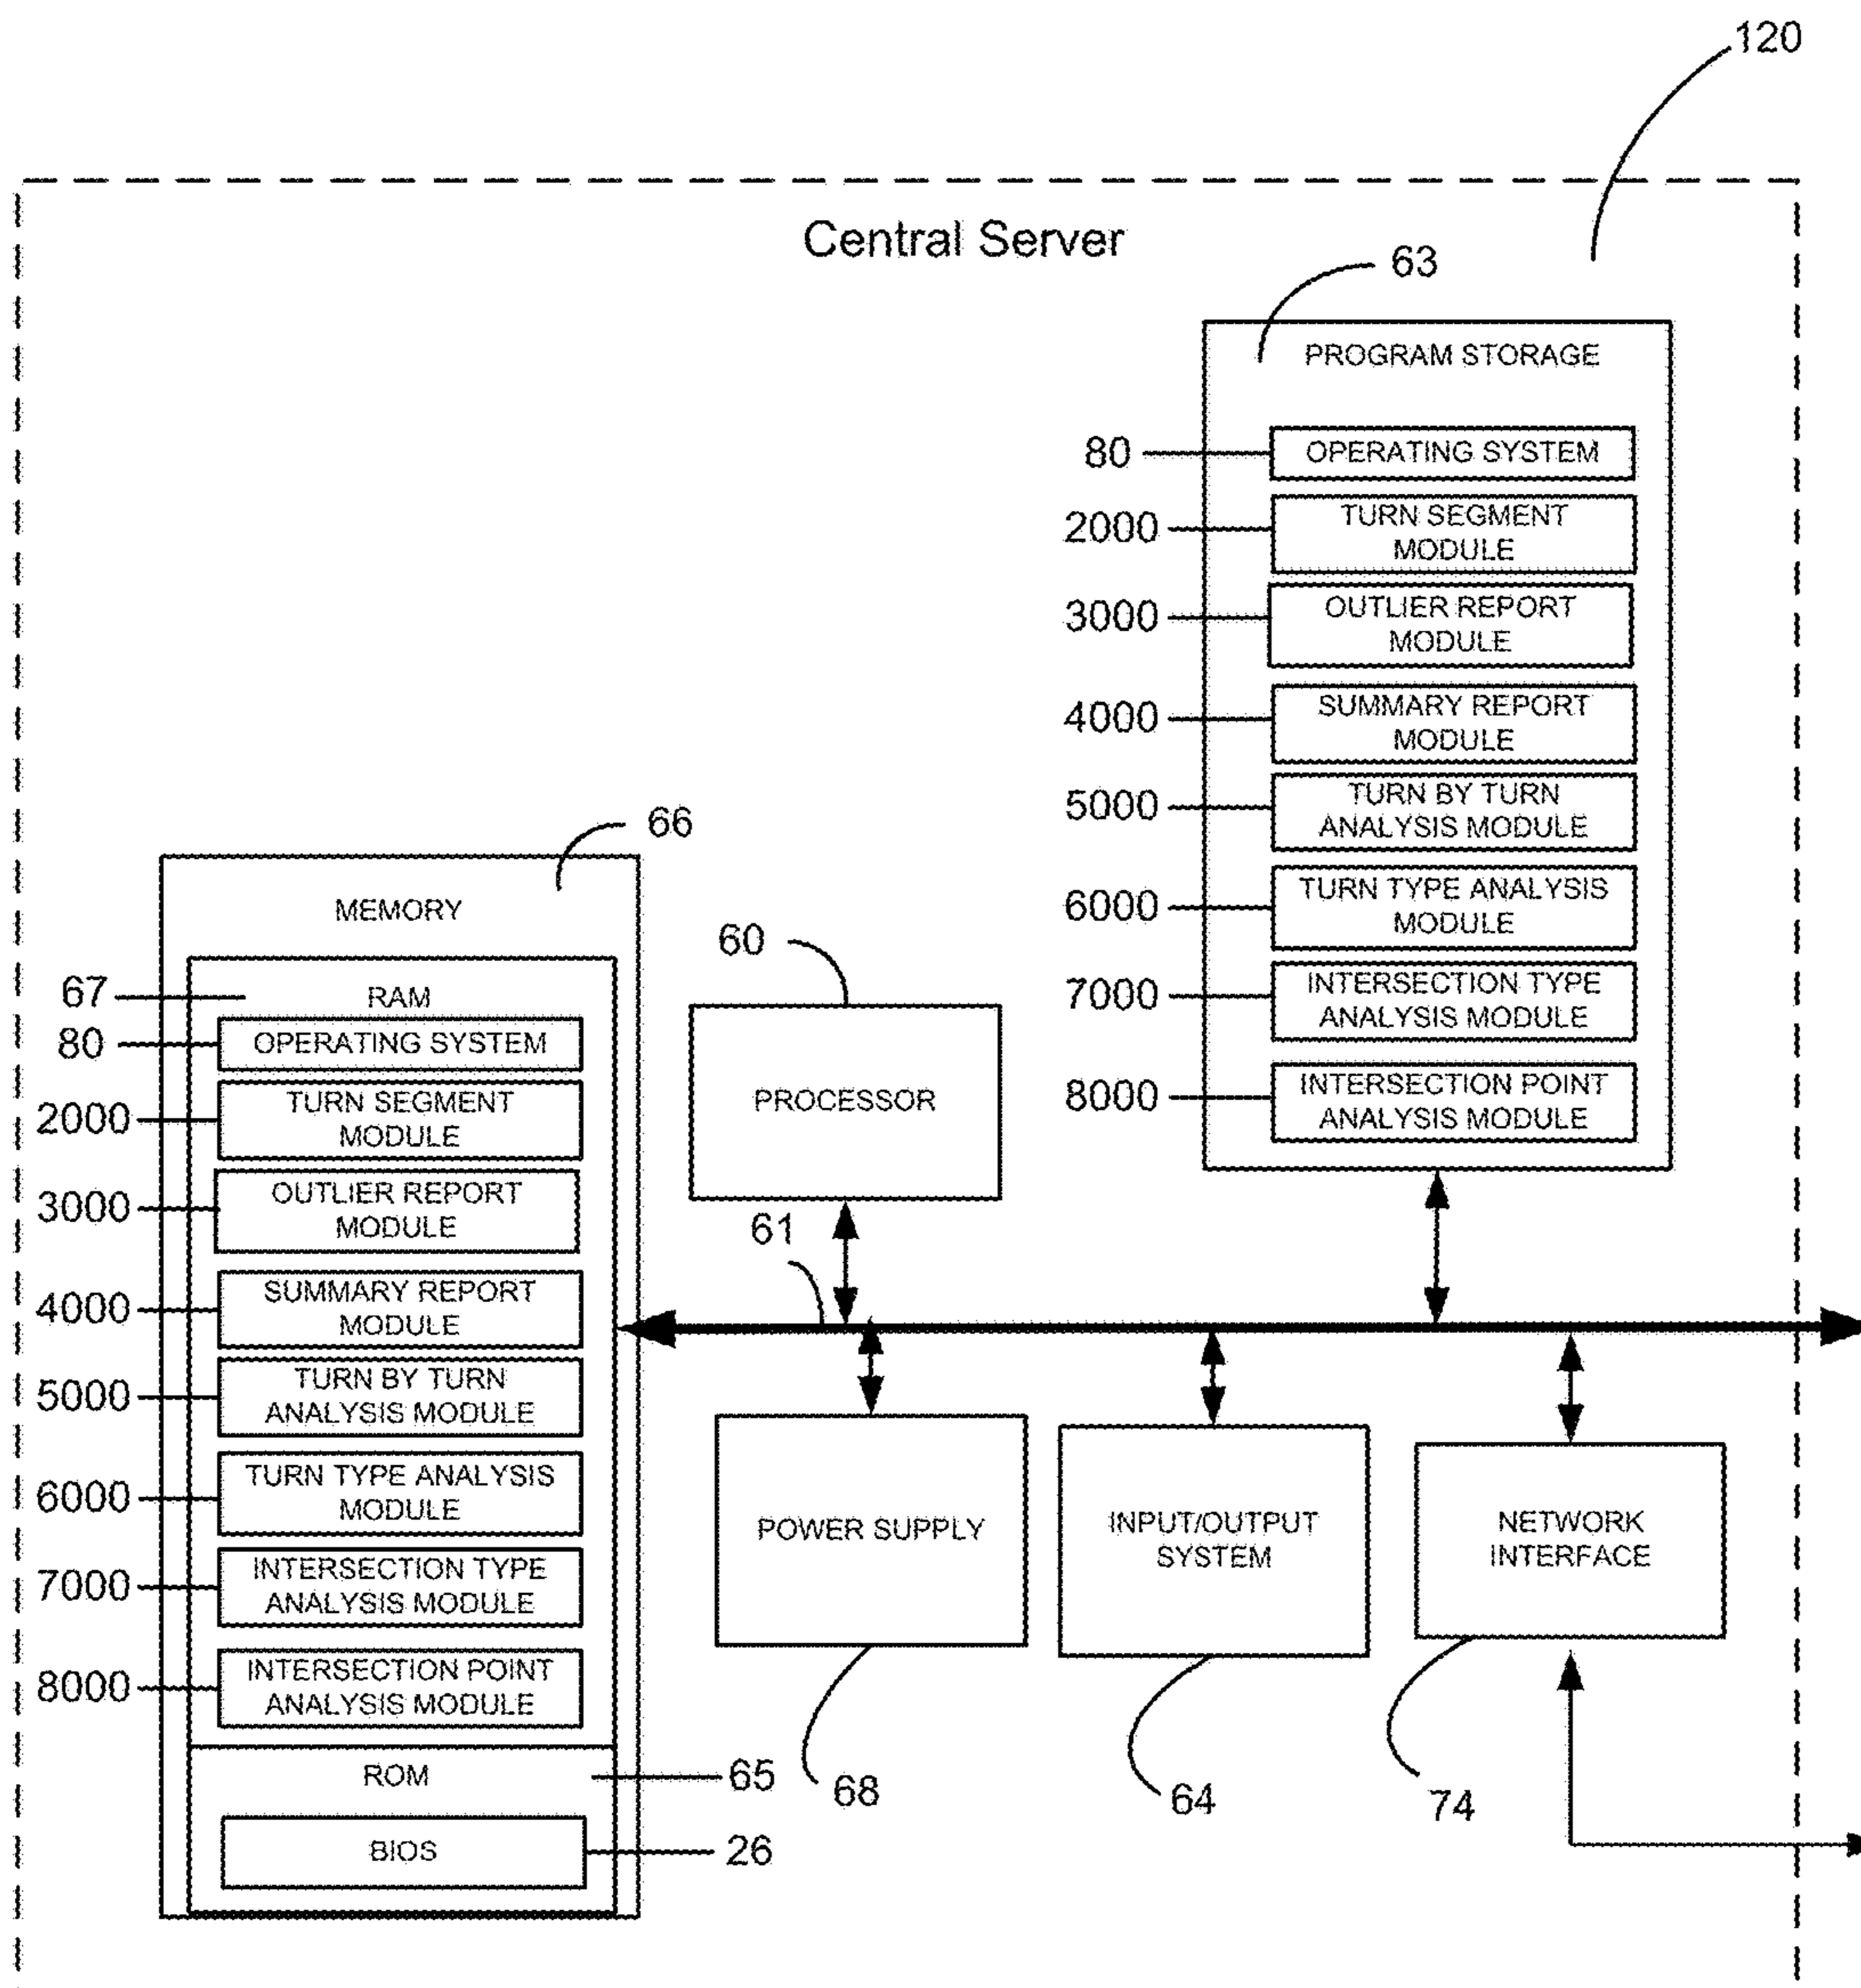 120
Central Server
63
PROGRAM STORAGE
80
OPERATING SYSTEM
2000
TURN SEGMENT
MODULE
3000
OUTLIER REPORT
MODULE
4000
SUMMARY REPORT
MODULE
5000
TURN BY TURN
ANALYSIS MODULE
6000
TURN TYPE ANALYSIS
MODULE
7000
INTERSECTION TYPE
ANALYSIS MODULE
8000
INTERSECTION POINT
ANALYSIS MODULE
66
MEMORY
67
RAM
80
OPERATING SYSTEM
2000
TURN SEGMENT
MODULE
3000
OUTLIER REPORT
MODULE
4000
SUMMARY REPORT
MODULE
5000
TURN BY TURN
ANALYSIS MODULE
6000
TURN TYPE ANALYSIS
MODULE
7000
INTERSECTION TYPE
ANALYSIS MODULE
8000
INTERSECTION POINT
ANALYSIS MODULE
ROM
65
BIOS
26
60
PROCESSOR
61
POWER SUPPLY
68
INPUT/OUTPUT
SYSTEM
64
NETWORK
INTERFACE
74